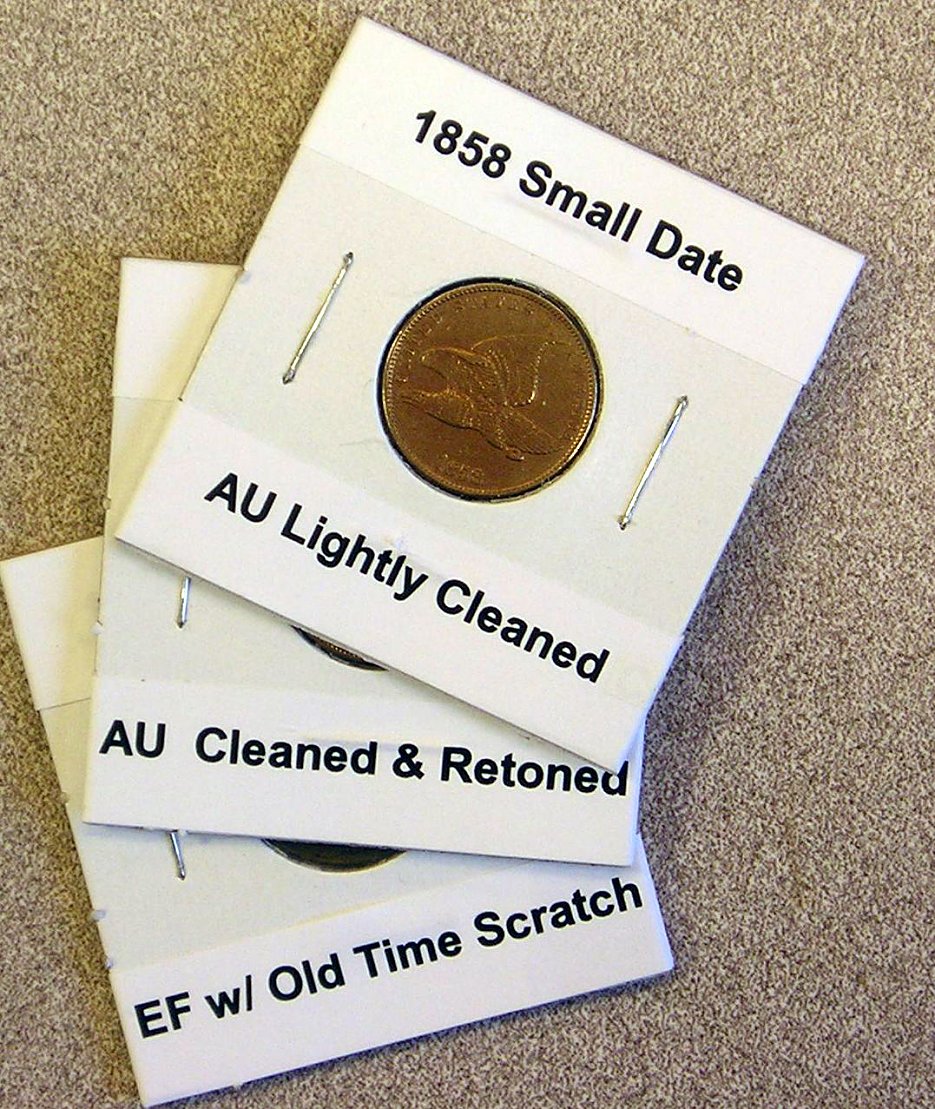 1858 Small Date
AU Lightly Cleaned
AU Cleaned & Retoned
EF w/ Old Time Scratch